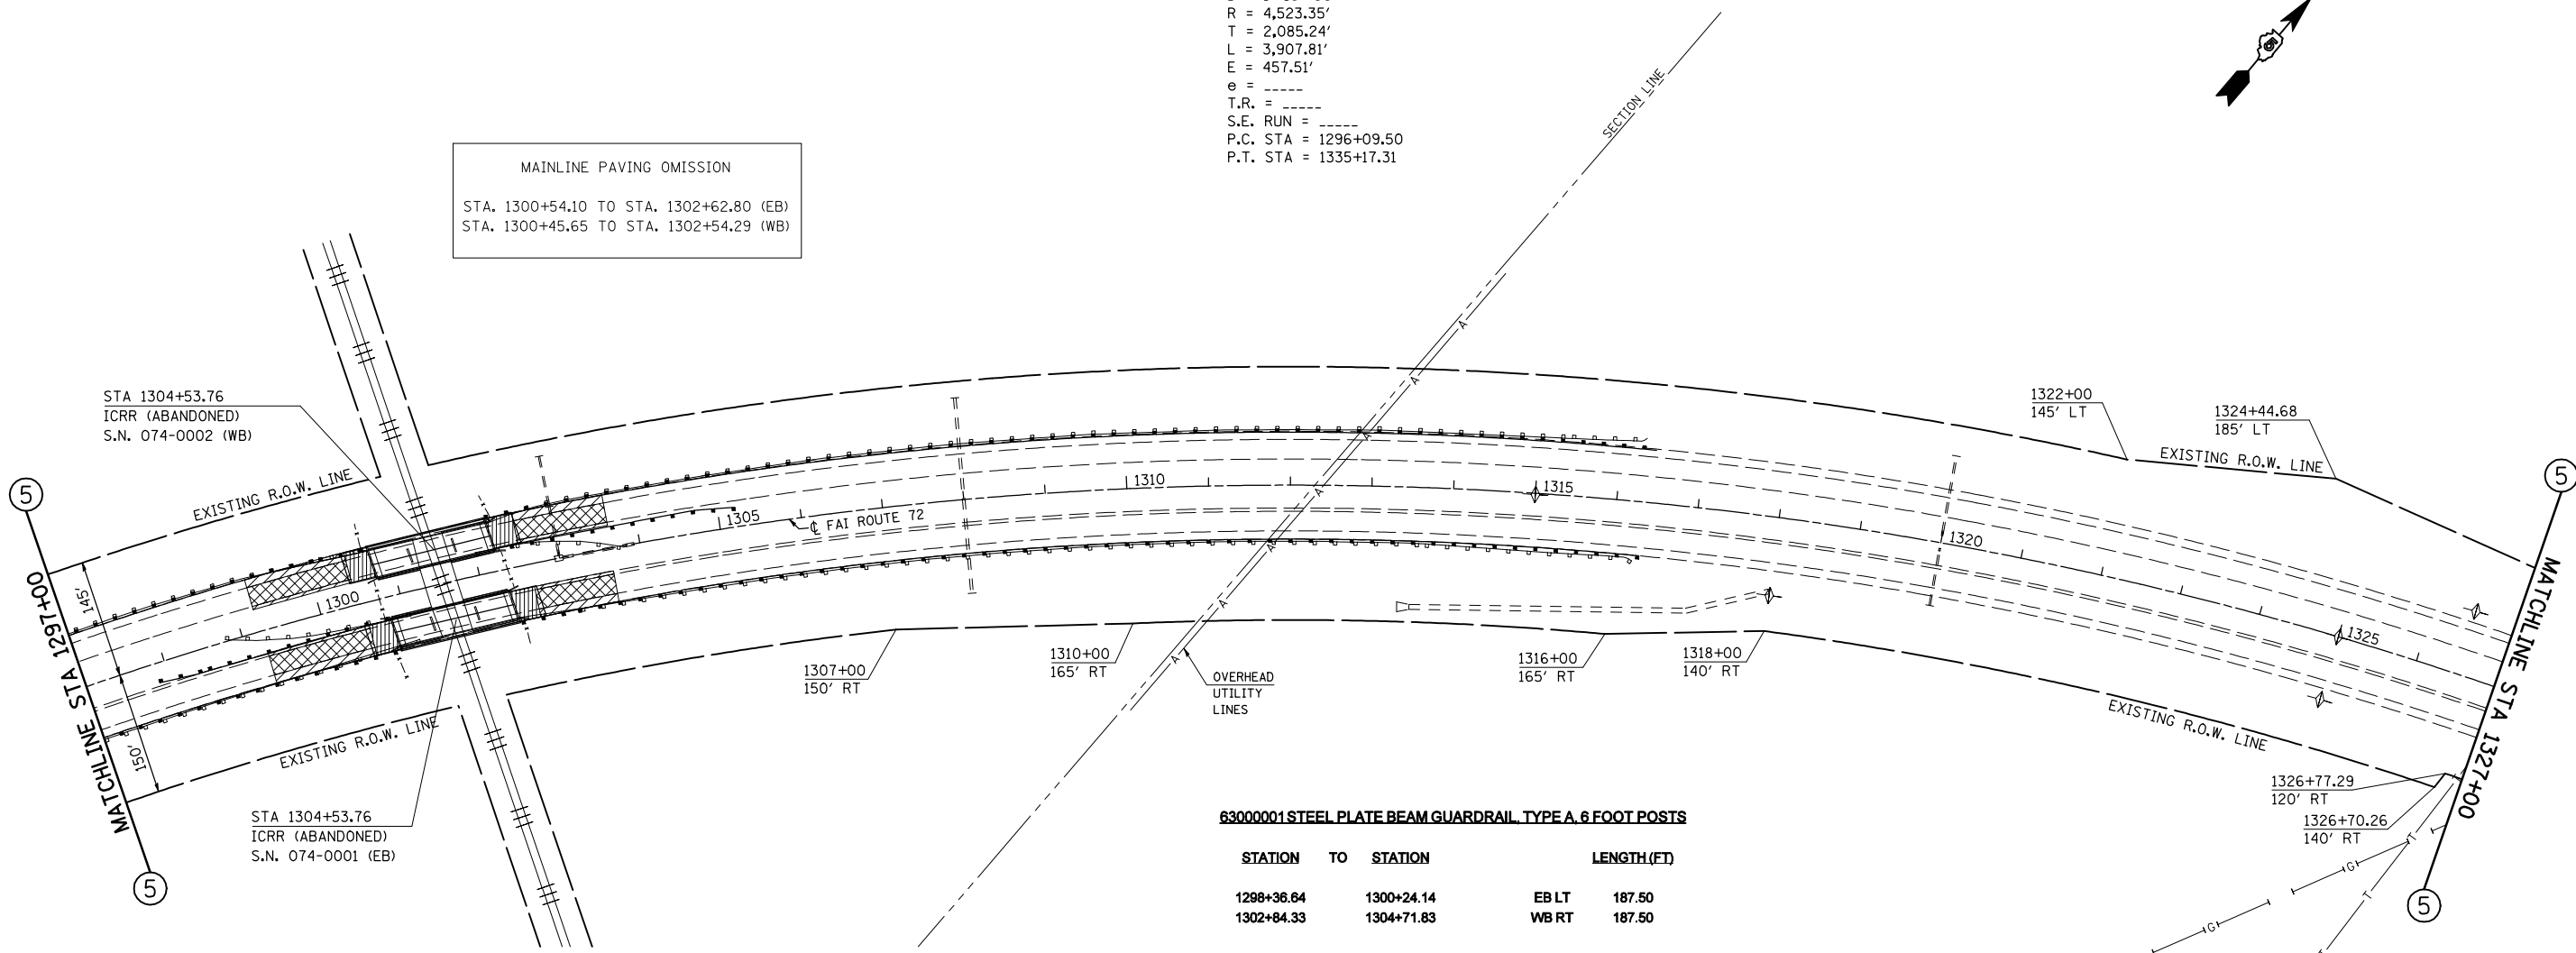 R = 4,523.35'
T = 2,085.24'
L = 3,907.81'
E = 457.51'
e = _____
T.R. = _____
S.E. RUN = _____
P.C. STA = 1296+09.50
P.T. STA = 1335+17.31
MAINLINE PAVING OMISSION
STA. 1300+54.10 TO STA. 1302+62.80 (EB)
STA. 1300+45.65 TO STA. 1302+54.29 (WB)
SECTION LINE
STA 1304+53.76
ICRR (ABANDONED)
S.N. 074-0002 (WB)
1322+00
145' LT
1324+44.68
185' LT
EXISTING R.O.W. LINE
EXISTING R.O.W. LINE
5
5
MATCHLINE STA 1297+00
MATCHLINE STA 1327+00
145'
150'
1300
1305
℄ FAI ROUTE 72
1310
1315
1320
1325
A
A
A
A
A
A
A
1307+00
150' RT
1310+00
165' RT
OVERHEAD
UTILITY
LINES
1316+00
165' RT
1318+00
140' RT
EXISTING R.O.W. LINE
EXISTING R.O.W. LINE
1326+77.29
120' RT
1326+70.26
140' RT
STA 1304+53.76
ICRR (ABANDONED)
S.N. 074-0001 (EB)
5
5
63000001 STEEL PLATE BEAM GUARDRAIL, TYPE A, 6 FOOT POSTS
STATION TO STATION LENGTH (FT)
1298+36.64 1300+24.14 EB LT 187.50
1302+84.33 1304+71.83 WB RT 187.50
T
G
T
G